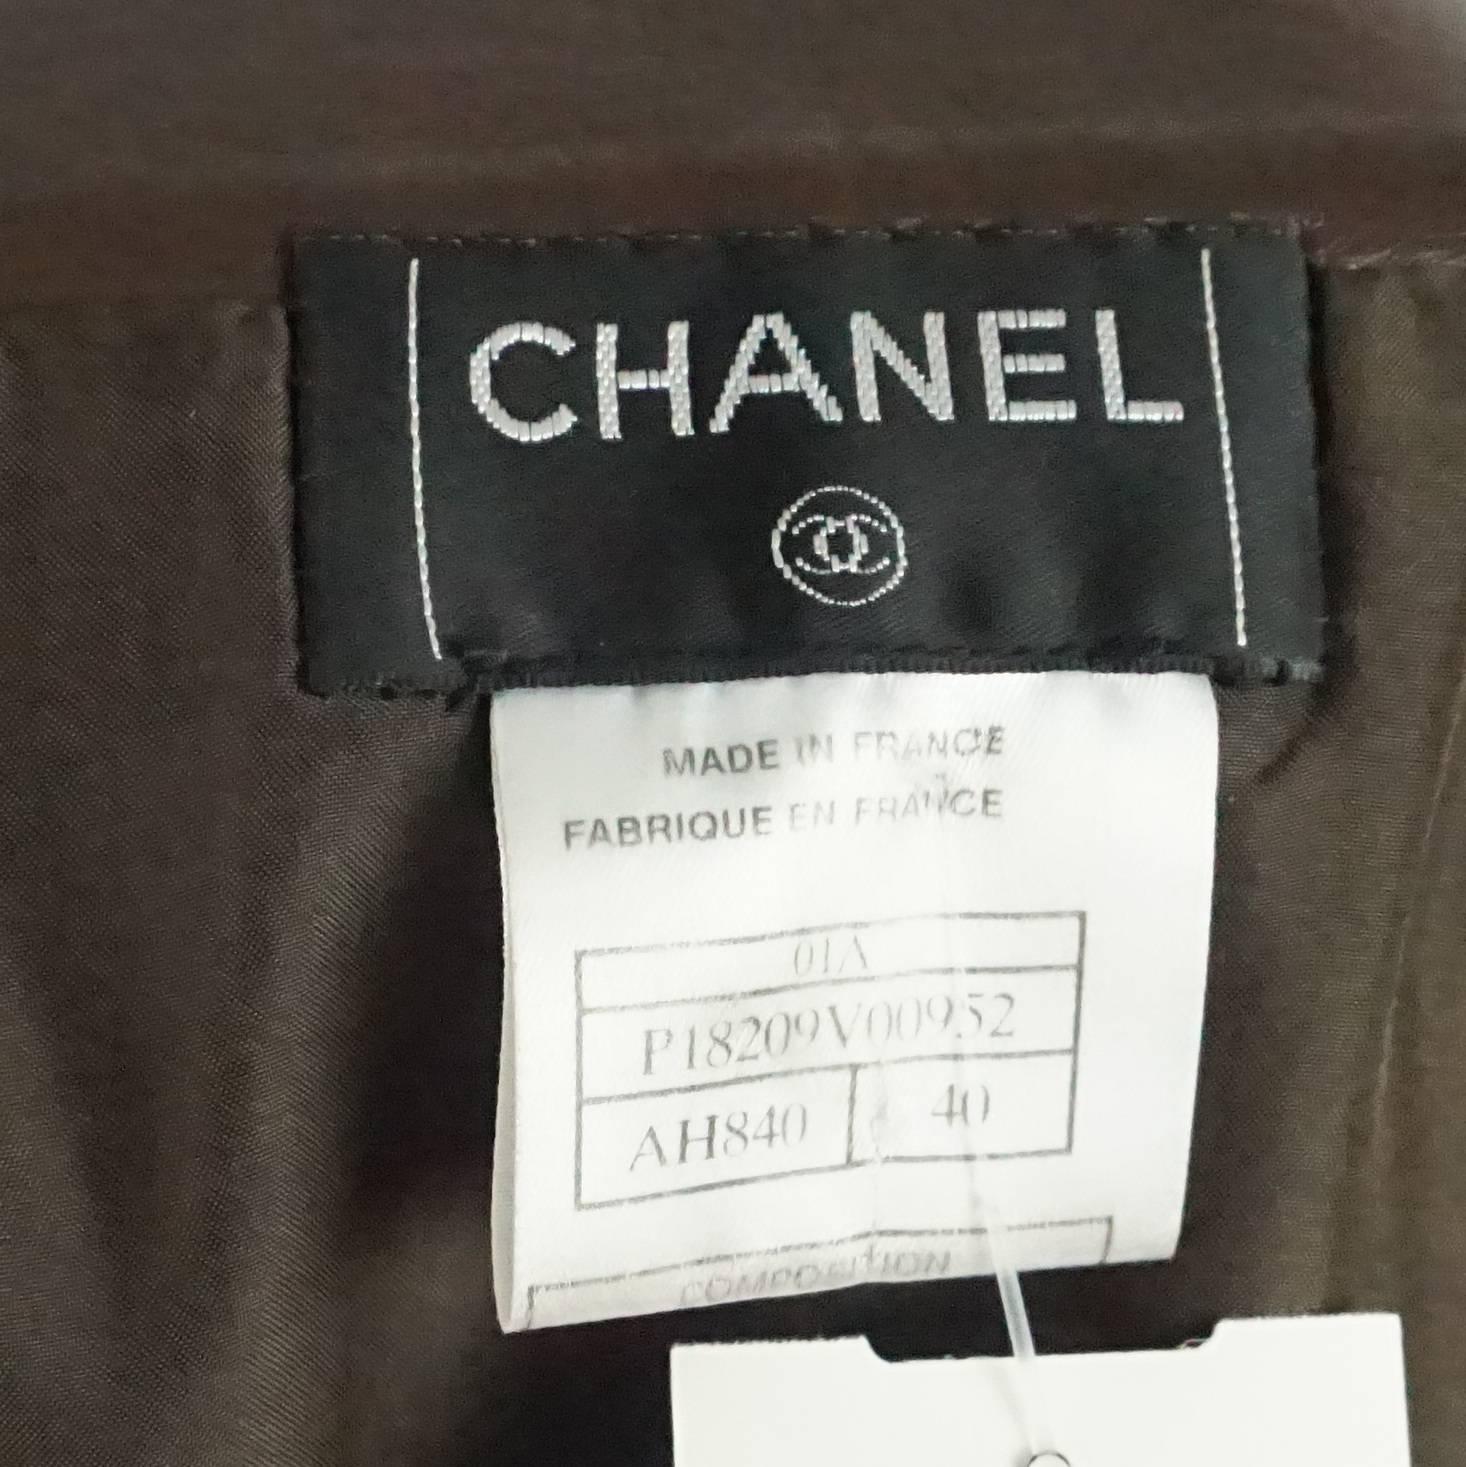 CHANEL
MADE IN FRANCE
FABRIQUE EN FRANCE
01A
P18209V00952
AH840 40
COMPOSITION